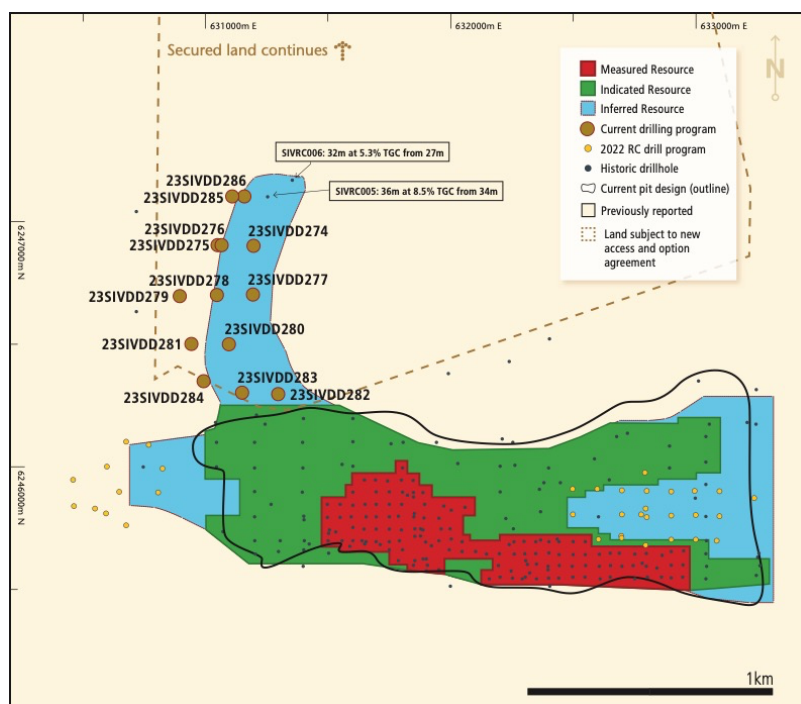 631000m E
632000m E
633000m E
Secured land continues
Measured Resource
Indicated Resource
Inferred Resource
Current drilling program
2022 RC drill program
Historic drillhole
Current pit design (outline)
Previously reported
Land subject to new
access and option
agreement
N
SIVRC006: 32m at 5.3% TGC from 27m
SIVRC005: 36m at 8.5% TGC from 34m
23SIVDD286
23SIVDD285
23SIVDD276
23SIVDD275
23SIVDD274
23SIVDD278
23SIVDD277
23SIVDD279
23SIVDD280
23SIVDD281
23SIVDD283
23SIVDD282
23SIVDD284
6247000m N
6246000m N
1km